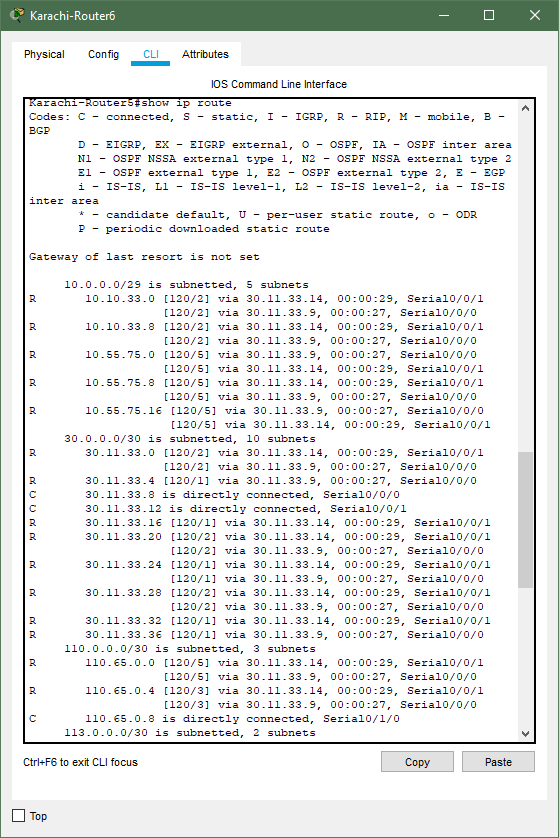 Karachi-Router6
Physical Config CLI Attributes
IOS Command Line Interface
Karachi-Router5#show ip route
Codes: C - connected, S - static, I - IGRP, R - RIP, M - mobile, B -
BGP
D - EIGRP, EX - EIGRP external, O - OSPF, IA - OSPF inter area
N1 - OSPF NSSA external type 1, N2 - OSPF NSSA external type 2
E1 - OSPF external type 1, E2 - OSPF external type 2, E - EGP
i - IS-IS, L1 - IS-IS level-1, L2 - IS-IS level-2, ia - IS-IS
inter area
* - candidate default, U - per-user static route, o - ODR
P - periodic downloaded static route
Gateway of last resort is not set
10.0.0.0/29 is subnetted, 5 subnets
R 10.10.33.0 [120/2] via 30.11.33.14, 00:00:29, Serial0/0/1
[120/2] via 30.11.33.9, 00:00:27, Serial0/0/0
R 10.10.33.8 [120/2] via 30.11.33.14, 00:00:29, Serial0/0/1
[120/2] via 30.11.33.9, 00:00:27, Serial0/0/0
R 10.55.75.0 [120/5] via 30.11.33.9, 00:00:27, Serial0/0/0
[120/5] via 30.11.33.14, 00:00:29, Serial0/0/1
R 10.55.75.8 [120/5] via 30.11.33.14, 00:00:29, Serial0/0/1
[120/5] via 30.11.33.9, 00:00:27, Serial0/0/0
R 10.55.75.16 [120/5] via 30.11.33.9, 00:00:27, Serial0/0/0
[120/5] via 30.11.33.14, 00:00:29, Serial0/0/1
30.0.0.0/30 is subnetted, 10 subnets
R 30.11.33.0 [120/2] via 30.11.33.14, 00:00:29, Serial0/0/1
[120/2] via 30.11.33.9, 00:00:27, Serial0/0/0
R 30.11.33.4 [120/1] via 30.11.33.9, 00:00:27, Serial0/0/0
C 30.11.33.8 is directly connected, Serial0/0/0
C 30.11.33.12 is directly connected, Serial0/0/1
R 30.11.33.16 [120/1] via 30.11.33.14, 00:00:29, Serial0/0/1
R 30.11.33.20 [120/2] via 30.11.33.14, 00:00:29, Serial0/0/1
[120/2] via 30.11.33.9, 00:00:27, Serial0/0/0
R 30.11.33.24 [120/1] via 30.11.33.14, 00:00:29, Serial0/0/1
[120/1] via 30.11.33.9, 00:00:27, Serial0/0/0
R 30.11.33.28 [120/2] via 30.11.33.14, 00:00:29, Serial0/0/1
[120/2] via 30.11.33.9, 00:00:27, Serial0/0/0
R 30.11.33.32 [120/1] via 30.11.33.14, 00:00:29, Serial0/0/1
R 30.11.33.36 [120/1] via 30.11.33.9, 00:00:27, Serial0/0/0
110.0.0.0/30 is subnetted, 3 subnets
R 110.65.0.0 [120/5] via 30.11.33.14, 00:00:29, Serial0/0/1
[120/5] via 30.11.33.9, 00:00:27, Serial0/0/0
R 110.65.0.4 [120/3] via 30.11.33.14, 00:00:29, Serial0/0/1
[120/3] via 30.11.33.9, 00:00:27, Serial0/0/0
C 110.65.0.8 is directly connected, Serial0/1/0
113.0.0.0/30 is subnetted, 2 subnets
Ctrl+F6 to exit CLI focus Copy Paste
Top